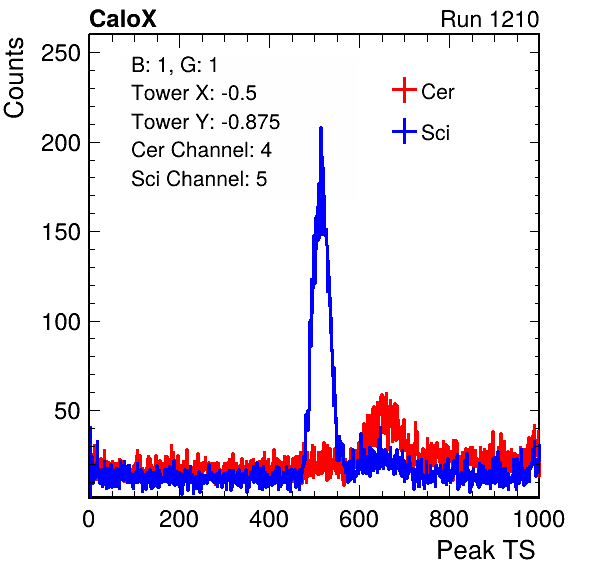 CaloX Run 1210
Counts
250
200
150
100
50
B: 1, G: 1
Tower X: -0.5
Tower Y: -0.875
Cer Channel: 4
Sci Channel: 5
Cer
Sci
0 200 400 600 800 1000
Peak TS